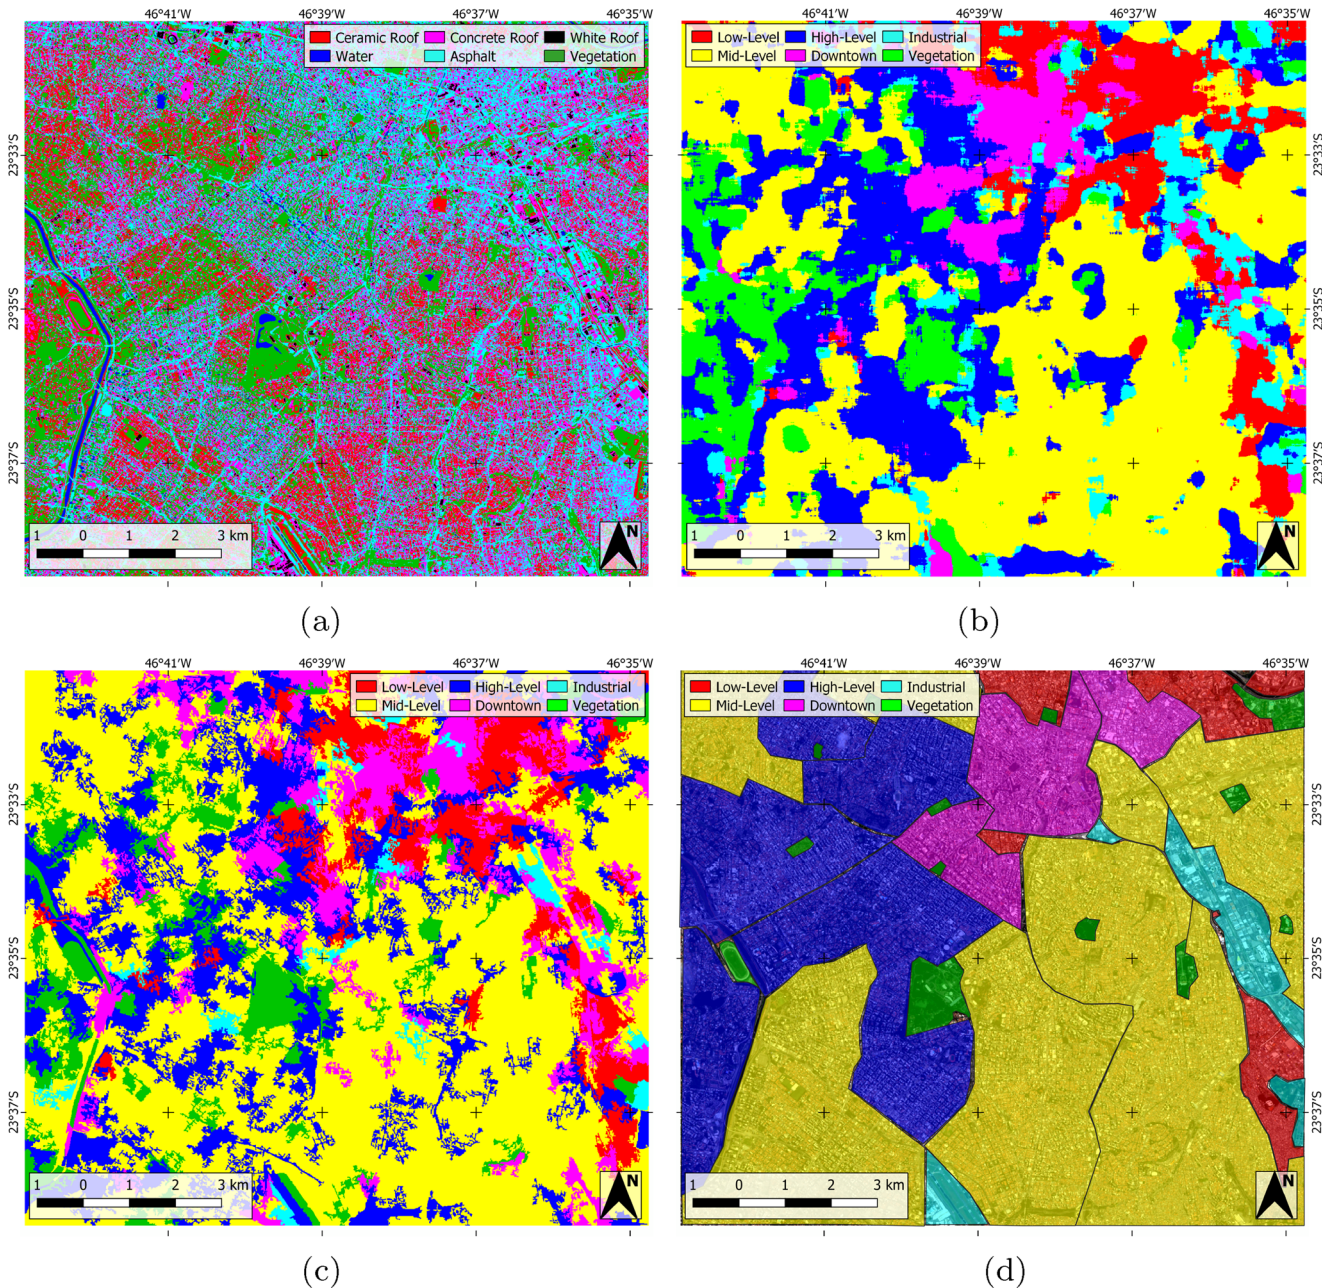 46°41'W 46°39'W 46°37'W 46°35'W 46°41'W 46°39'W 46°37'W 46°35'W
Ceramic Roof Concrete Roof White Roof
Water Asphalt Vegetation
Low-Level High-Level Industrial
Mid-Level Downtown Vegetation
23°33'S 23°33'S
23°35'S 23°35'S
23°37'S 23°37'S
1 0 1 2 3 km N
1 0 1 2 3 km N
(a) (b)
46°41'W 46°39'W 46°37'W 46°35'W 46°41'W 46°39'W 46°37'W 46°35'W
Low-Level High-Level Industrial
Mid-Level Downtown Vegetation
Low-Level High-Level Industrial
Mid-Level Downtown Vegetation
23°33'S 23°33'S
23°35'S 23°35'S
23°37'S 23°37'S
1 0 1 2 3 km N
1 0 1 2 3 km N
(c) (d)